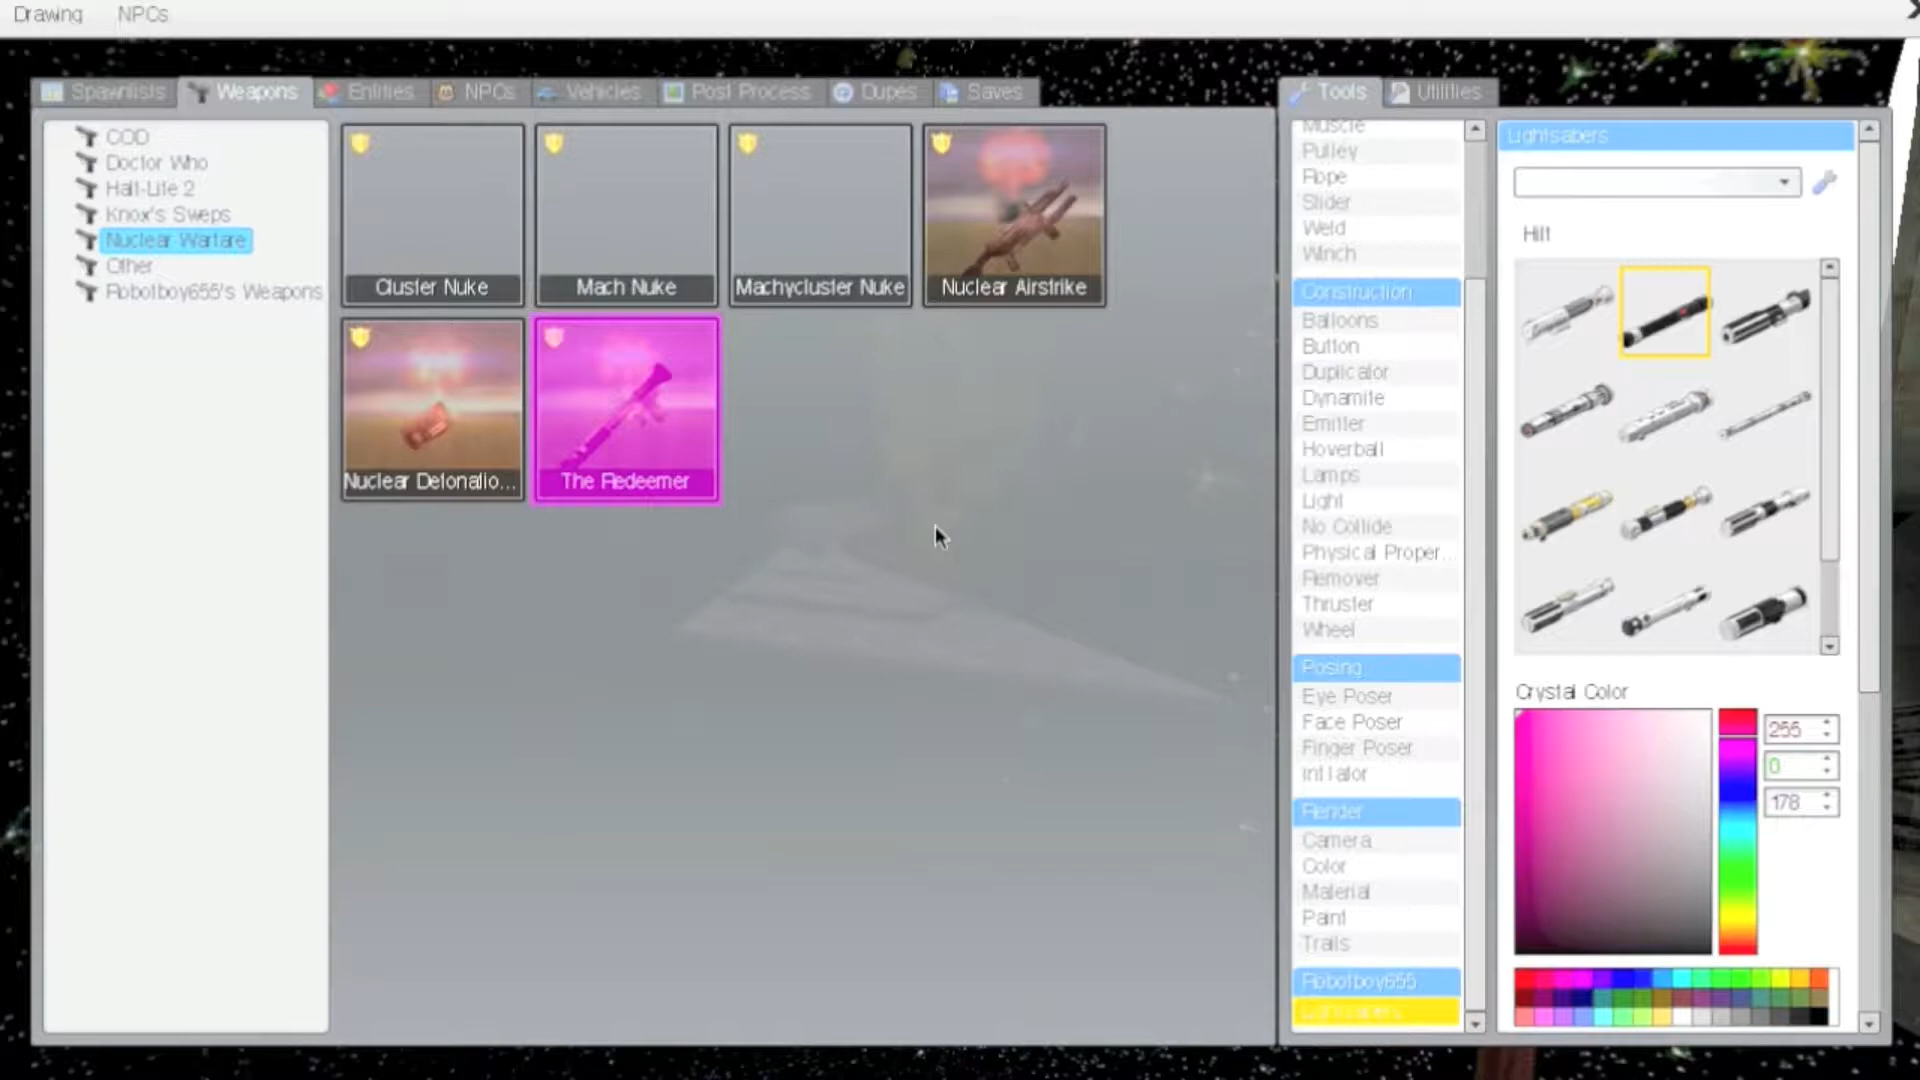 Drawing NPCs
Spawnlists Weapons Entities NPCs Vehicles Post Process Dupes Saves
COD
Doctor Who
Half-Life 2
Knox's Sweps
Nuclear Warfare
Other
Robotboy655's Weapons
Cluster Nuke Mach Nuke Machycluster Nuke Nuclear Airstrike
Nuclear Detonatio... The Redeemer
Tools Utilities
Muscle
Pulley
Rope
Slider
Weld
Winch
Construction
Balloons
Button
Duplicator
Dynamite
Emitter
Hoverball
Lamps
Light
No Collide
Physical Proper...
Remover
Thruster
Wheel
Posing
Eye Poser
Face Poser
Finger Poser
Inflator
Render
Camera
Color
Material
Paint
Trails
Robotboy655
Lightsabers
Lightsabers
Hilt
Crystal Color
255
0
178